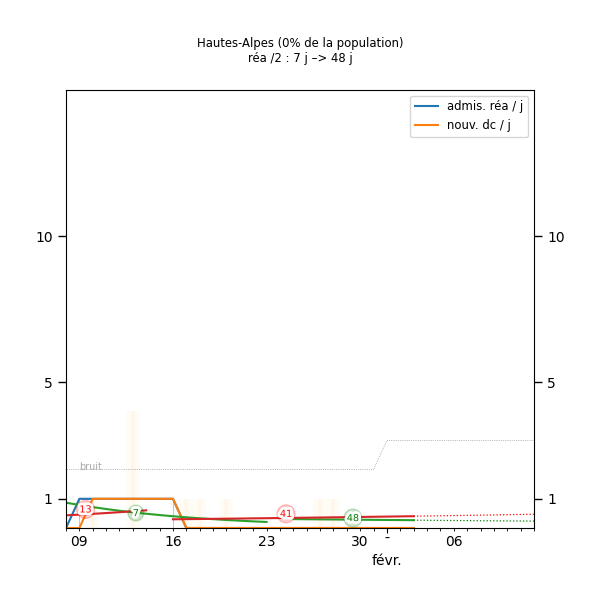 Hautes-Alpes (0% de la population)
réa /2 : 7 j –> 48 j
admis. réa / j
nouv. dc / j
10 10
5 5
bruit
1 1
13 7 41 48
09 16 23 30 - 06
févr.